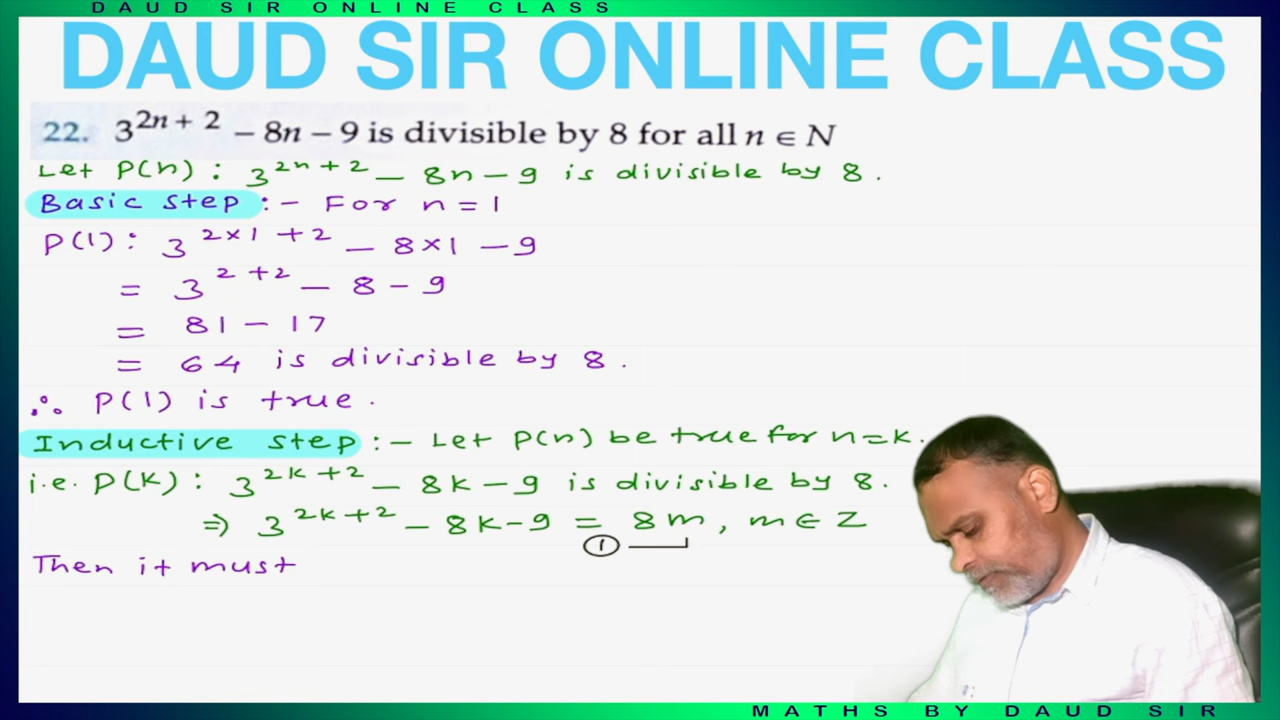 DAUD SIR ONLINE CLASS
DAUD SIR ONLINE CLASS
22. 3^{2n + 2} – 8n – 9 is divisible by 8 for all n ∈ N
Let P(n) : 3^{2n+2} – 8n – 9 is divisible by 8 .
Basic step :– For n = 1
P(1) : 3^{2×1 +2} – 8×1 – 9
= 3^{2 +2} – 8 – 9
= 81 – 17
= 64 is divisible by 8 .
∴ P(1) is true .
Inductive step :– Let P(n) be true for n=k.
i.e. P(k) : 3^{2k+2} – 8k – 9 is divisible by 8 .
⇒ 3^{2k+2} – 8k – 9 = 8m , m ∈ Z
①
Then it must
MATHS BY DAUD SIR